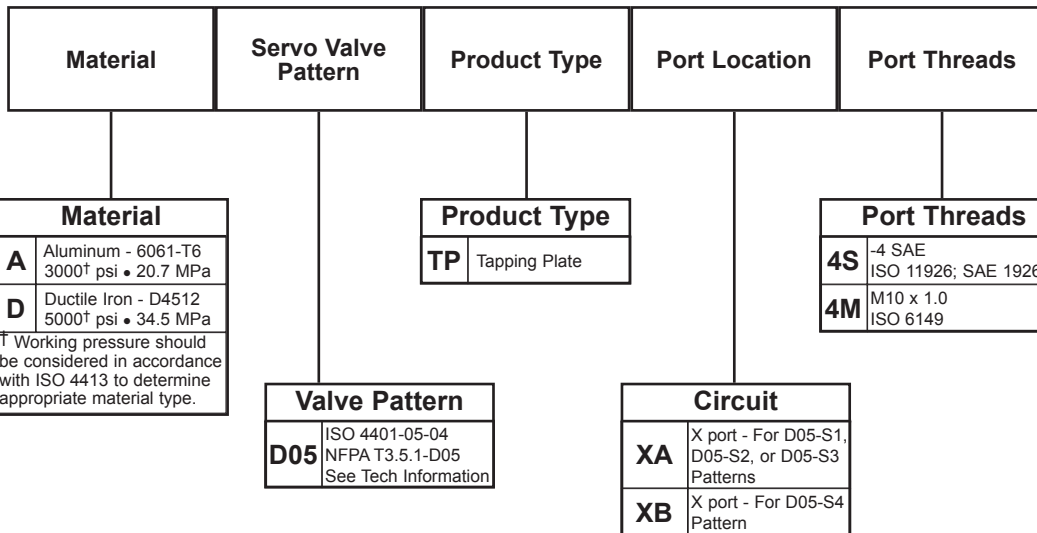 Material
Servo Valve
Pattern
Product Type
Port Location
Port Threads
Material
A
Aluminum - 6061-T6
3000† psi • 20.7 MPa
D
Ductile Iron - D4512
5000† psi • 34.5 MPa
† Working pressure should
be considered in accordance
with ISO 4413 to determine
appropriate material type.
Product Type
TP
Tapping Plate
Port Threads
4S
-4 SAE
ISO 11926; SAE 1926
4M
M10 x 1.0
ISO 6149
Valve Pattern
D05
ISO 4401-05-04
NFPA T3.5.1-D05
See Tech Information
Circuit
XA
X port - For D05-S1,
D05-S2, or D05-S3
Patterns
XB
X port - For D05-S4
Pattern